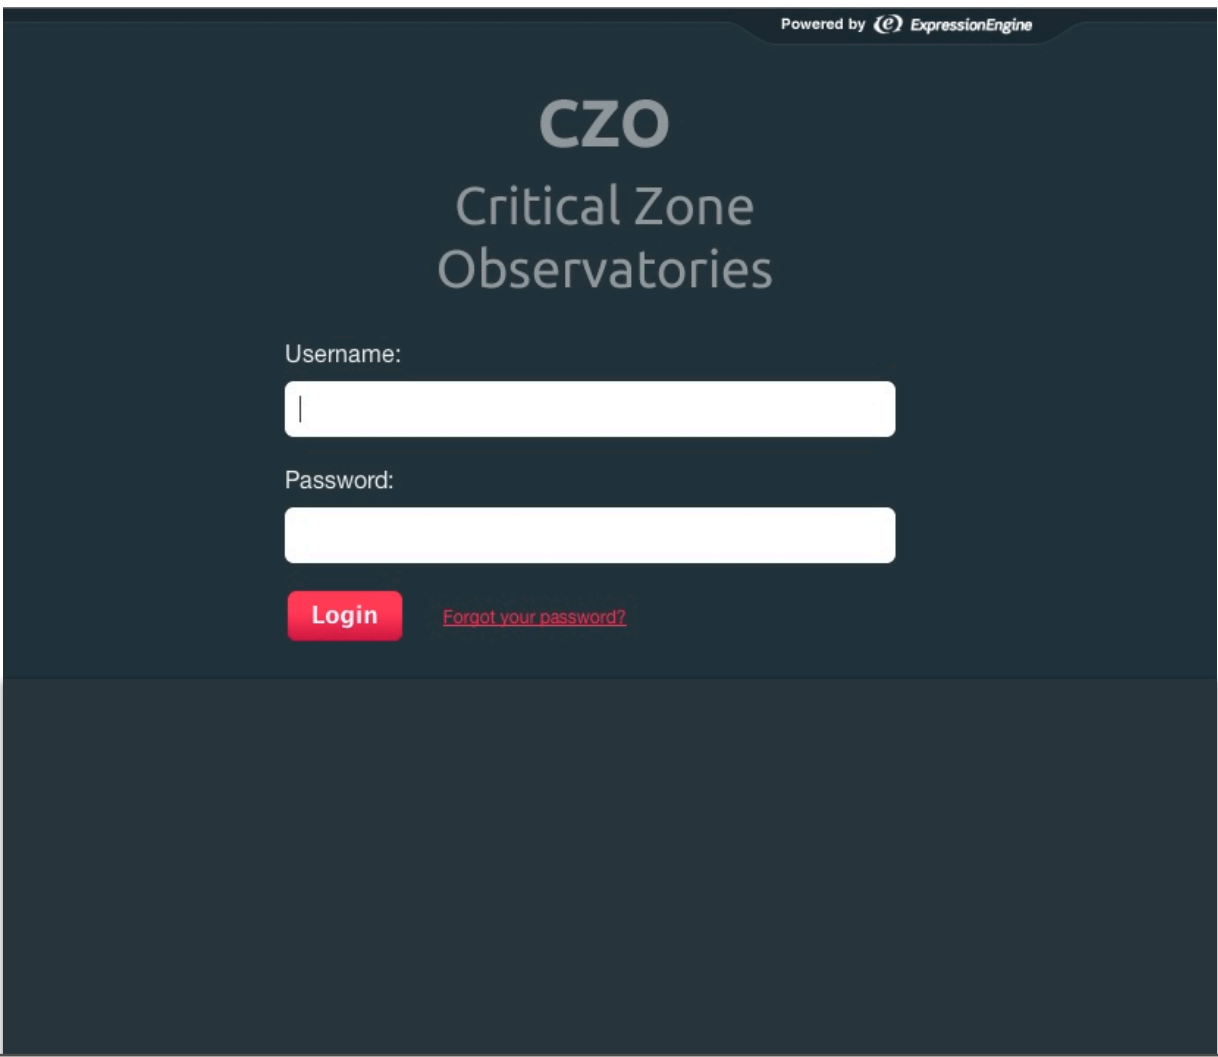 Powered by ExpressionEngine
CZO
Critical Zone
Observatories
Username:
Password:
Login
Forgot your password?